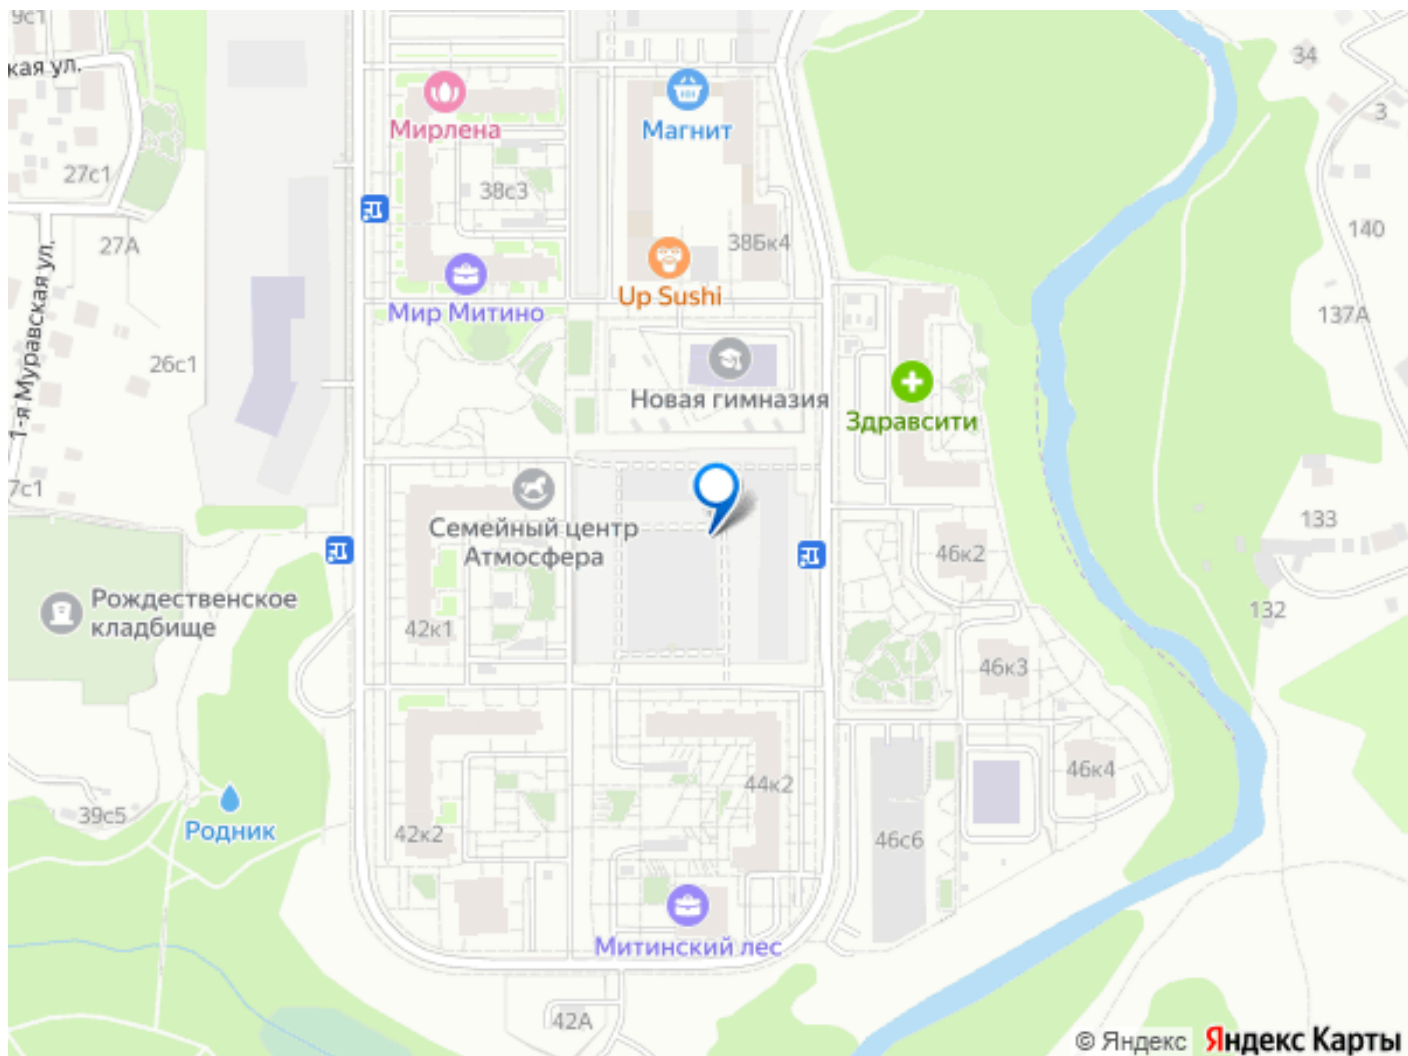 9с1
кая ул.
34
3
Мирлена
Магнит
27с1
38с3
27А
38Бк4
140
Up Sushi
Мир Митино
137А
1-я Муравская ул.
26с1
Новая гимназия
Здравсити
7с1
Семейный центр
Атмосфера
133
46к2
Рождественское
кладбище
132
42к1
46к3
46к4
44к2
39с5
Родник
42к2
46с6
Митинский лес
42А
© Яндекс Яндекс Карты